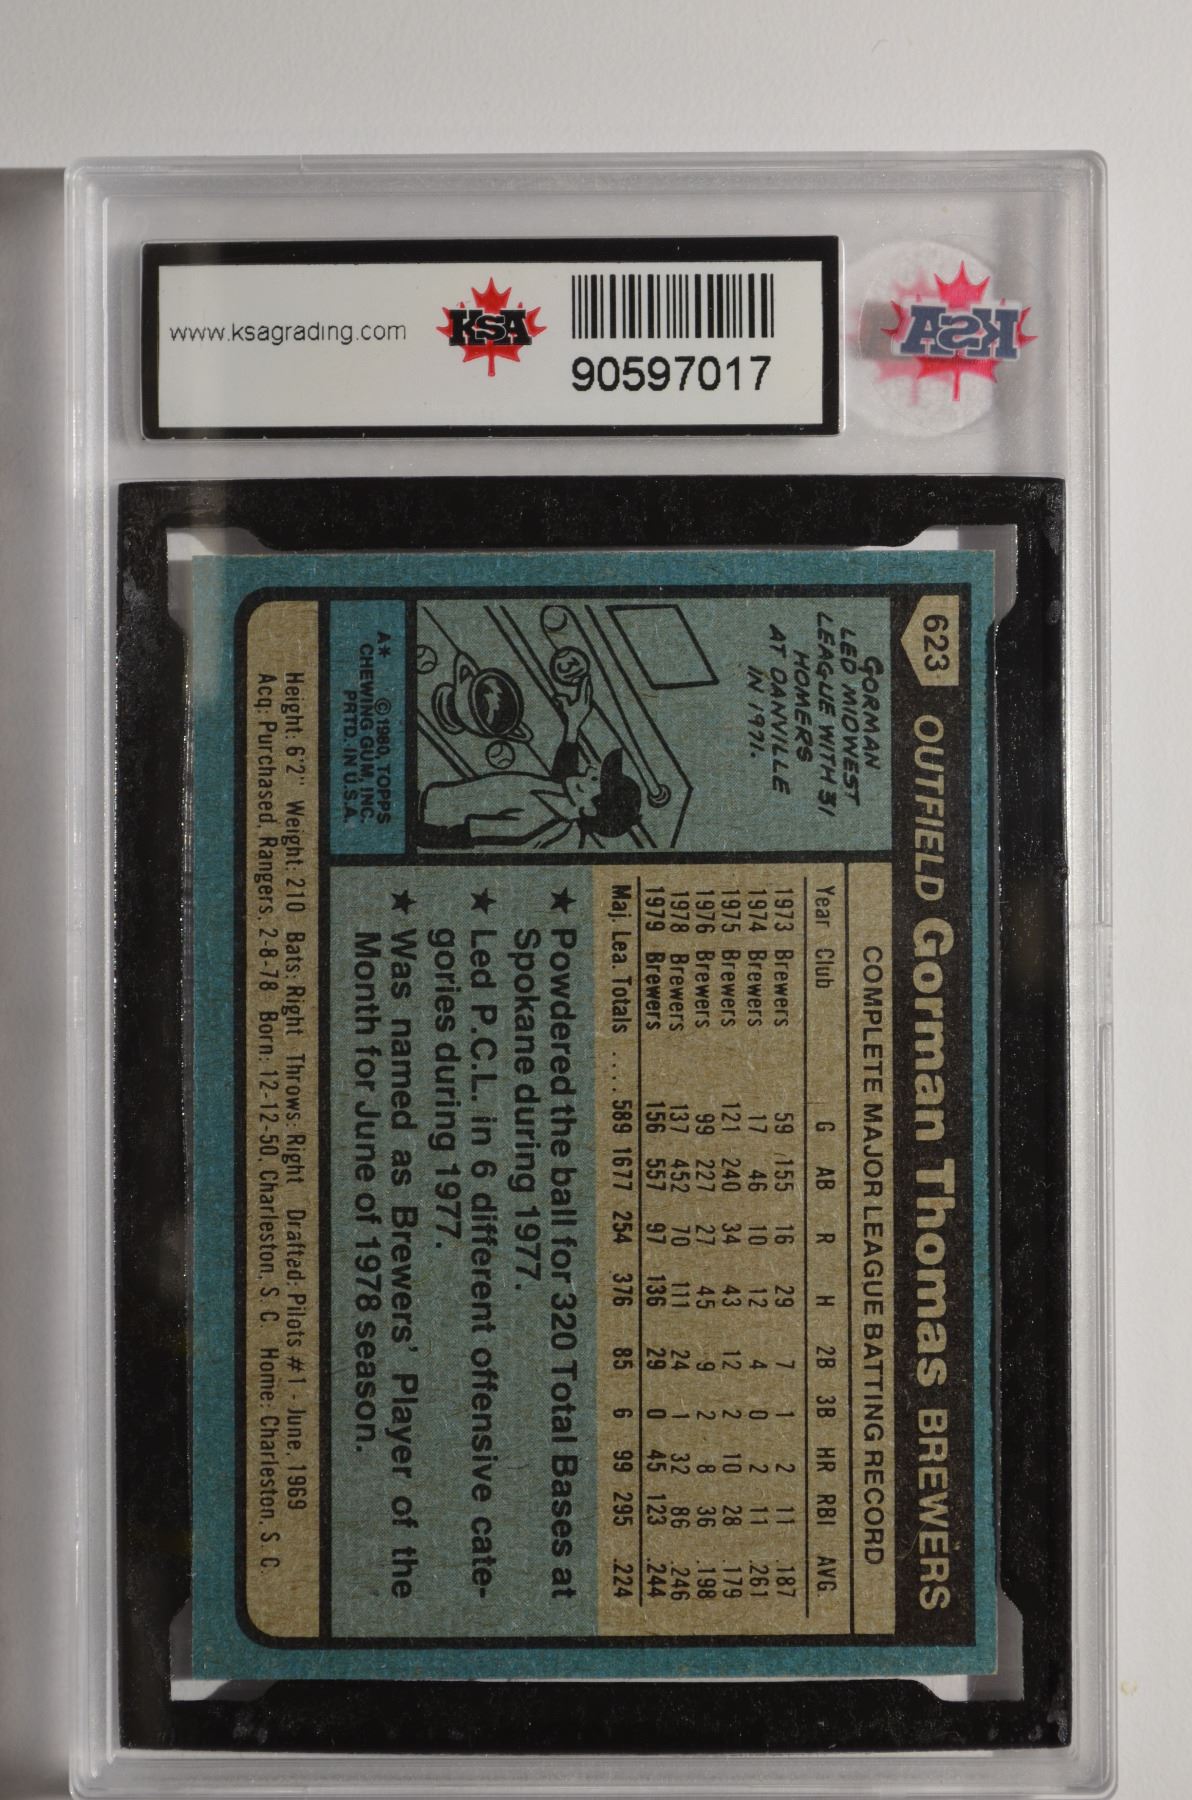 www.ksagrading.com
KSA
90597017
KSA
623 OUTFIELD Gorman Thomas BREWERS
GORMAN
LED MIDWEST
LEAGUE WITH 31
HOMERS
AT DANVILLE
IN 1971.
31
A* © 1980, TOPPS
CHEWING GUM, INC.
PRTD. IN U.S.A.
COMPLETE MAJOR LEAGUE BATTING RECORD
Year Club G AB R H 2B 3B HR RBI AVG.
1973 Brewers 59 155 16 29 7 1 2 11 .187
1974 Brewers 17 46 10 12 4 0 2 11 .261
1975 Brewers 121 240 34 43 12 2 10 28 .179
1976 Brewers 99 227 27 45 9 2 8 36 .198
1978 Brewers 137 452 70 111 24 1 32 86 .246
1979 Brewers 156 557 97 136 29 0 45 123 .244
Maj. Lea. Totals .... 589 1677 254 376 85 6 99 295 .224
★ Powdered the ball for 320 Total Bases at
Spokane during 1977.
★ Led P.C.L. in 6 different offensive cate-
gories during 1977.
★ Was named as Brewers' Player of the
Month for June of 1978 season.
Height: 6'2" Weight: 210 Bats: Right Throws: Right Drafted: Pilots #1 - June, 1969
Acq: Purchased, Rangers, 2-8-78 Born: 12-12-50, Charleston, S. C. Home: Charleston, S. C.